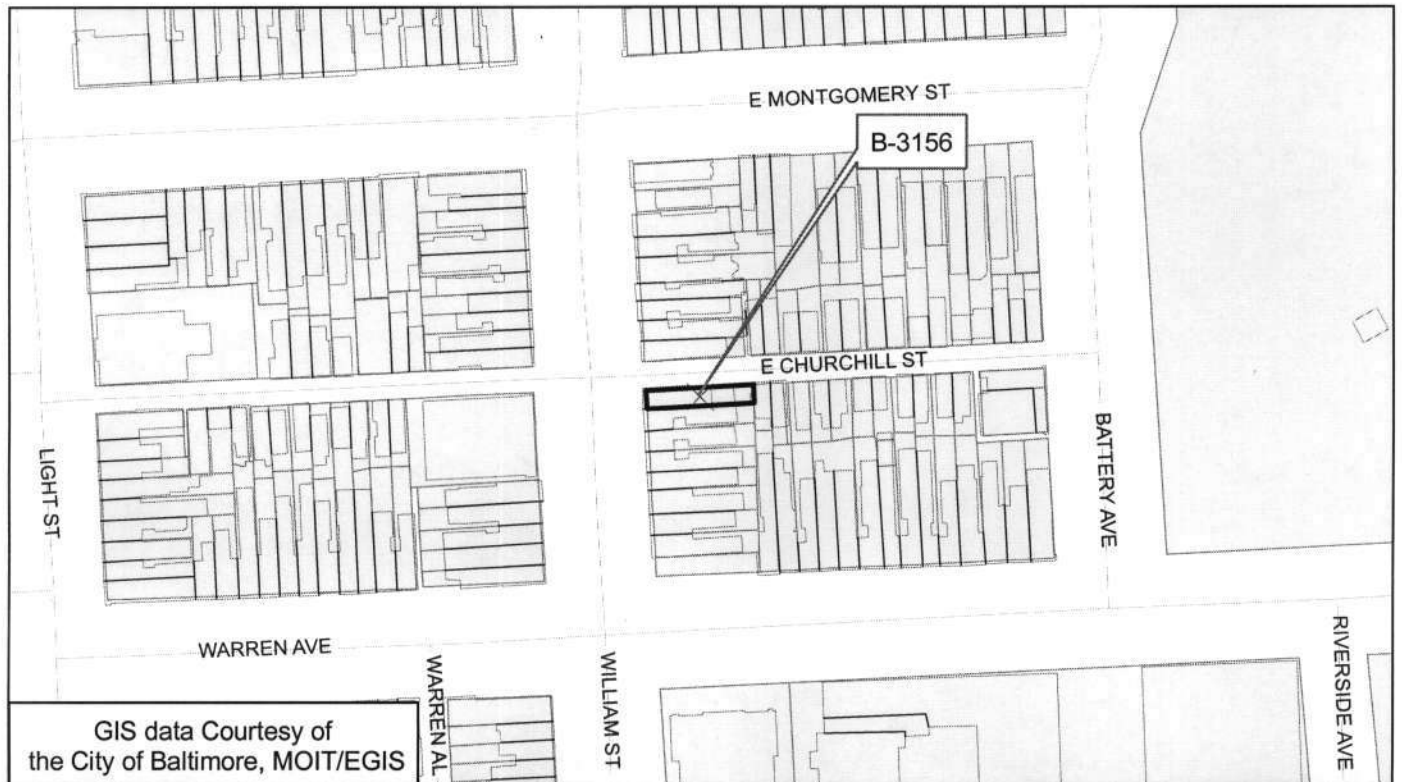 E MONTGOMERY ST
B-3156
E CHURCHILL ST
LIGHT ST
BATTERY AVE
WARREN AVE
WARREN AL
WILLIAM ST
RIVERSIDE AVE
GIS data Courtesy of
the City of Baltimore, MOIT/EGIS